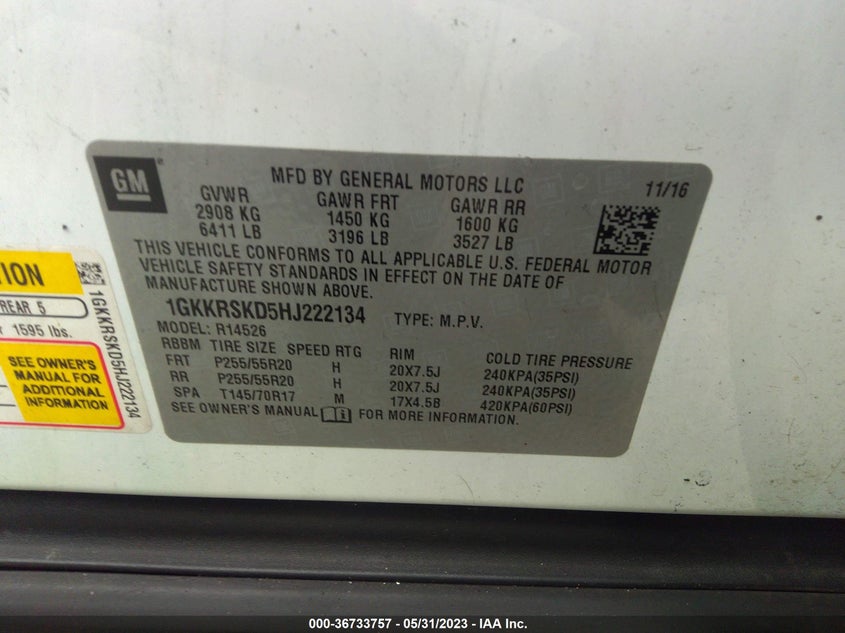 GM
MFD BY GENERAL MOTORS LLC
11/16
GVWR GAWR FRT GAWR RR
2908 KG 1450 KG 1600 KG
6411 LB 3196 LB 3527 LB
THIS VEHICLE CONFORMS TO ALL APPLICABLE U.S. FEDERAL MOTOR
VEHICLE SAFETY STANDARDS IN EFFECT ON THE DATE OF
MANUFACTURE SHOWN ABOVE.
1GKKRSKD5HJ222134 TYPE: M.P.V.
MODEL: R14526
RBBM TIRE SIZE SPEED RTG RIM COLD TIRE PRESSURE
FRT P255/55R20 H 20X7.5J 240KPA(35PSI)
RR P255/55R20 H 20X7.5J 240KPA(35PSI)
SPA T145/70R17 M 17X4.5B 420KPA(60PSI)
SEE OWNER'S MANUAL FOR MORE INFORMATION.
REAR 5
1595 lbs.
SEE OWNER'S
MANUAL FOR
ADDITIONAL
INFORMATION
1GKKRSKD5HJ222134
000-36733757 - 05/31/2023 - IAA Inc.